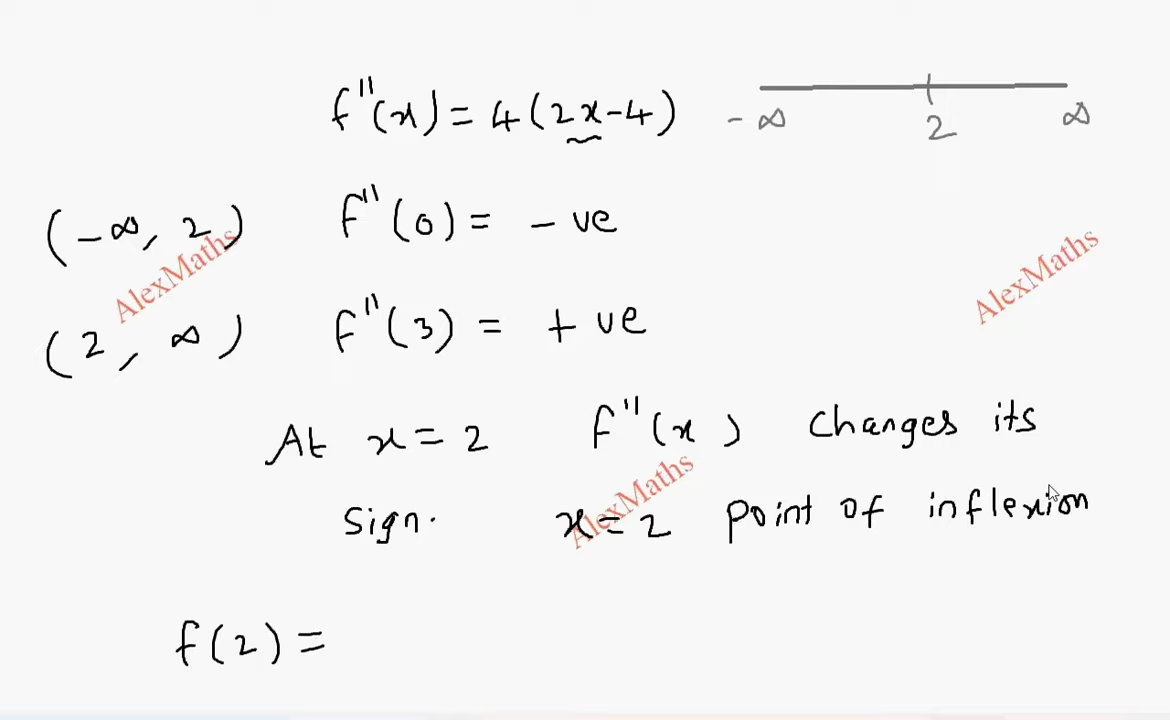 f''(x) = 4(2x-4)
-∞ 2 ∞
(-∞, 2) f''(0) = - ve
AlexMaths
AlexMaths
(2, ∞) f''(3) = + ve
At x = 2 f''(x) changes its
AlexMaths
sign. x = 2 point of inflexion
f(2) =